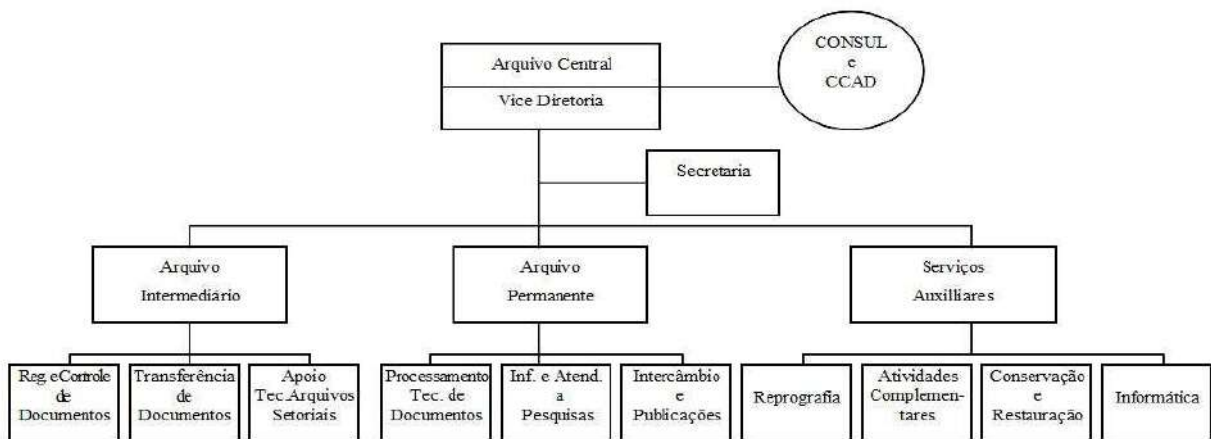 CONSUL
e
CCAD
Arquivo Central
Vice Diretoria
Secretaria
Arquivo
Intermediário
Arquivo
Permanente
Serviços
Auxilliares
Reg. e Controle
de
Documentos
Transferência
de
Documentos
Apoio
Tec. Arquivos
Setoriais
Processamento
Tec. de
Documentos
Inf. e Atend.
a
Pesquisas
Intercâmbio
e
Publicações
Reprografia
Atividades
Complemen-
tares
Conservação
e
Restauração
Informática